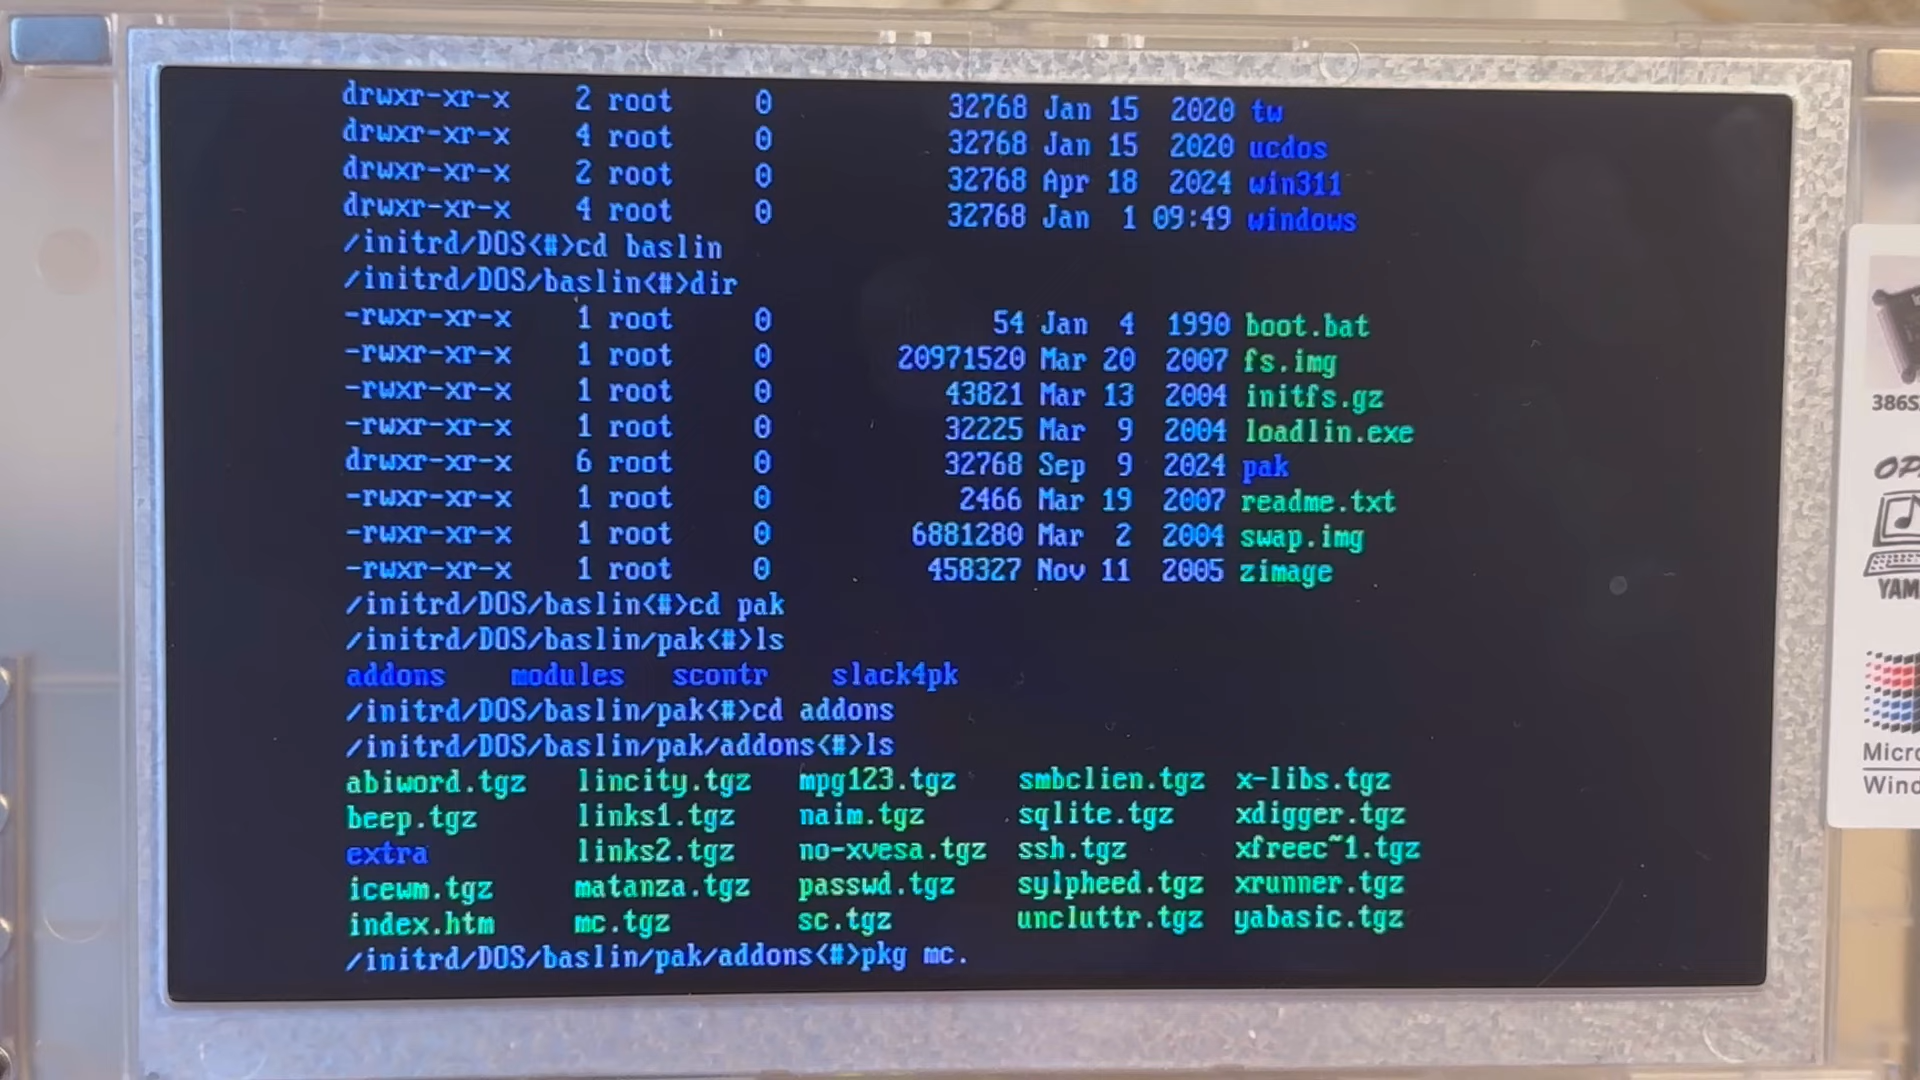 drwxr-xr-x 2 root 0 32768 Jan 15 2020 tw
drwxr-xr-x 4 root 0 32768 Jan 15 2020 ucdos
drwxr-xr-x 2 root 0 32768 Apr 18 2024 win311
drwxr-xr-x 4 root 0 32768 Jan 1 09:49 windows
/initrd/DOS<#>cd baslin
/initrd/DOS/baslin<#>dir
-rwxr-xr-x 1 root 0 54 Jan 4 1990 boot.bat
-rwxr-xr-x 1 root 0 20971520 Mar 20 2007 fs.img
-rwxr-xr-x 1 root 0 43821 Mar 13 2004 initfs.gz
-rwxr-xr-x 1 root 0 32225 Mar 9 2004 loadlin.exe
drwxr-xr-x 6 root 0 32768 Sep 9 2024 pak
-rwxr-xr-x 1 root 0 2466 Mar 19 2007 readme.txt
-rwxr-xr-x 1 root 0 6881280 Mar 2 2004 swap.img
-rwxr-xr-x 1 root 0 458327 Nov 11 2005 zimage
/initrd/DOS/baslin<#>cd pak
/initrd/DOS/baslin/pak<#>ls
addons modules scontr slack4pk
/initrd/DOS/baslin/pak<#>cd addons
/initrd/DOS/baslin/pak/addons<#>ls
abiword.tgz lincity.tgz mpg123.tgz smbclien.tgz x-libs.tgz
beep.tgz links1.tgz naim.tgz sqlite.tgz xdigger.tgz
extra links2.tgz no-xvesa.tgz ssh.tgz xfreec~1.tgz
icewm.tgz matanza.tgz passwd.tgz sylpheed.tgz xrunner.tgz
index.htm mc.tgz sc.tgz uncluttr.tgz yabasic.tgz
/initrd/DOS/baslin/pak/addons<#>pkg mc.
386S
OP
YAM
Micro
Wind